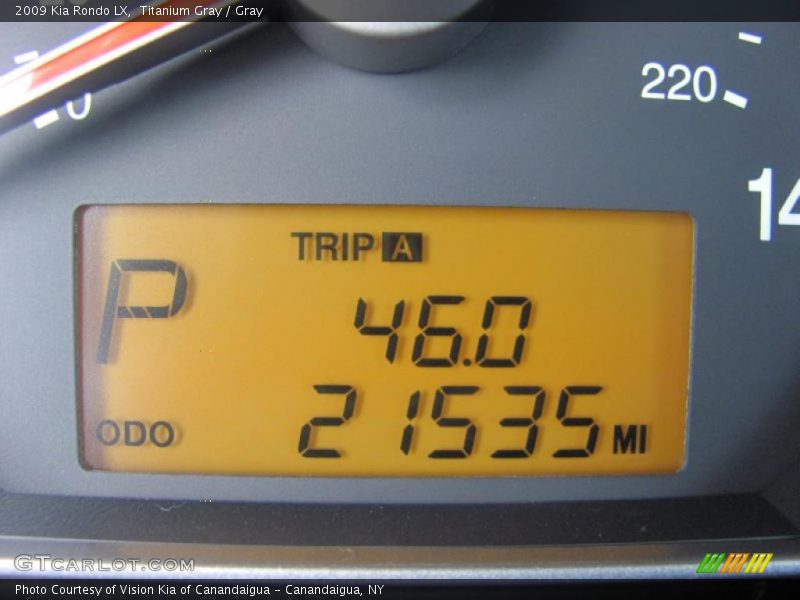 2009 Kia Rondo LX,  Titanium Gray / Gray
0
220
14
TRIP A
P
46.0
ODO 21535 MI
GTCARLOT.COM
Photo Courtesy of Vision Kia of Canandaigua - Canandaigua, NY